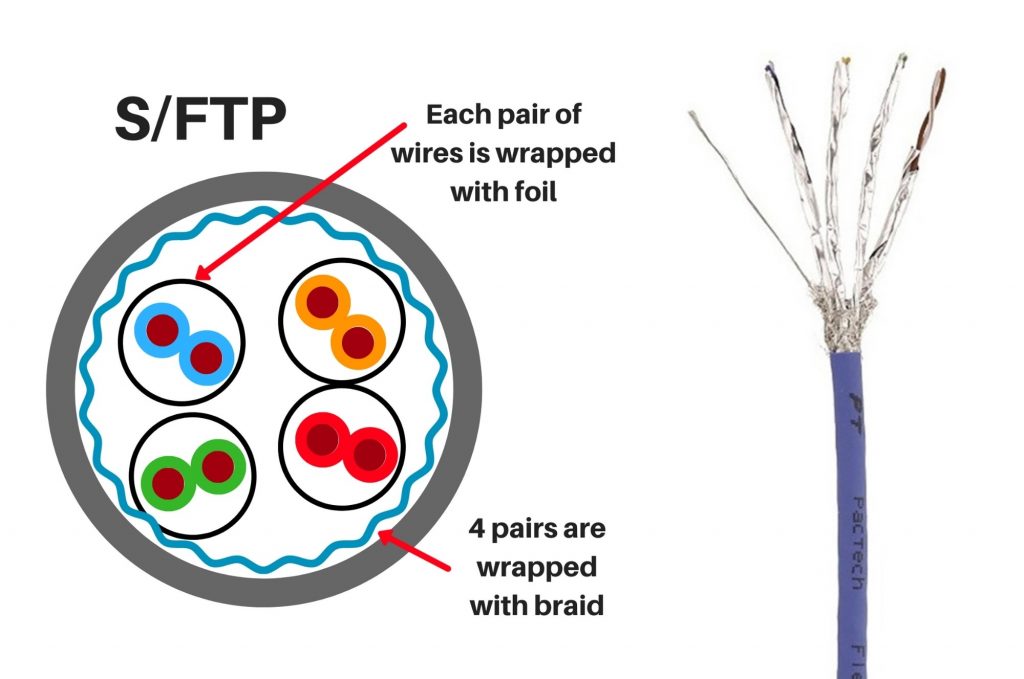 S/FTP
Each pair of
wires is wrapped
with foil
4 pairs are
wrapped
with braid
PT
PacTech
Fle